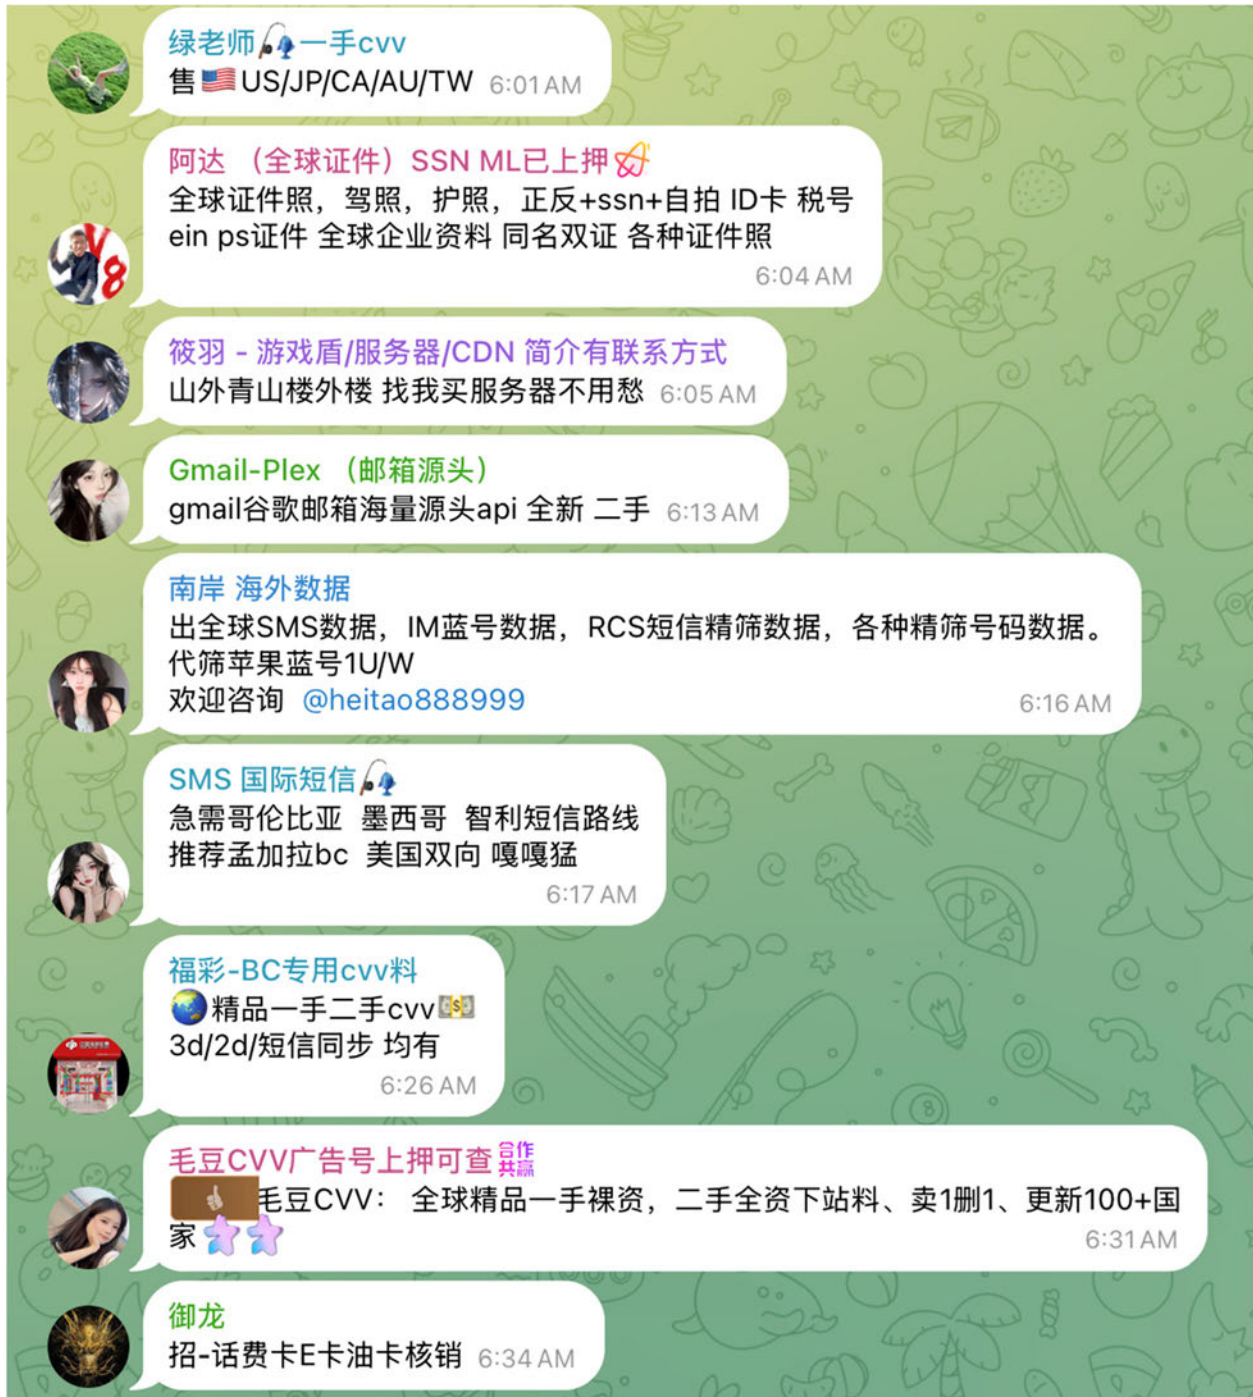 绿老师🎣一手cvv
售🇺🇸US/JP/CA/AU/TW 6:01 AM
阿达 （全球证件）SSN ML已上押
全球证件照，驾照，护照，正反+ssn+自拍 ID卡 税号
ein ps证件 全球企业资料 同名双证 各种证件照
6:04 AM
筱羽 - 游戏盾/服务器/CDN 简介有联系方式
山外青山楼外楼 找我买服务器不用愁 6:05 AM
Gmail-Plex （邮箱源头）
gmail谷歌邮箱海量源头api 全新 二手 6:13 AM
南岸 海外数据
出全球SMS数据，IM蓝号数据，RCS短信精筛数据，各种精筛号码数据。
代筛苹果蓝号1U/W
欢迎咨询 @heitao888999 6:16 AM
SMS 国际短信🎣
急需哥伦比亚 墨西哥 智利短信路线
推荐孟加拉bc 美国双向 嘎嘎猛
6:17 AM
福彩-BC专用cvv料
🌏精品一手二手cvv💵
3d/2d/短信同步 均有
6:26 AM
毛豆CVV广告号上押可查合作共赢
毛豆CVV： 全球精品一手裸资，二手全资下站料、卖1删1、更新100+国
家 6:31 AM
御龙
招-话费卡E卡油卡核销 6:34 AM